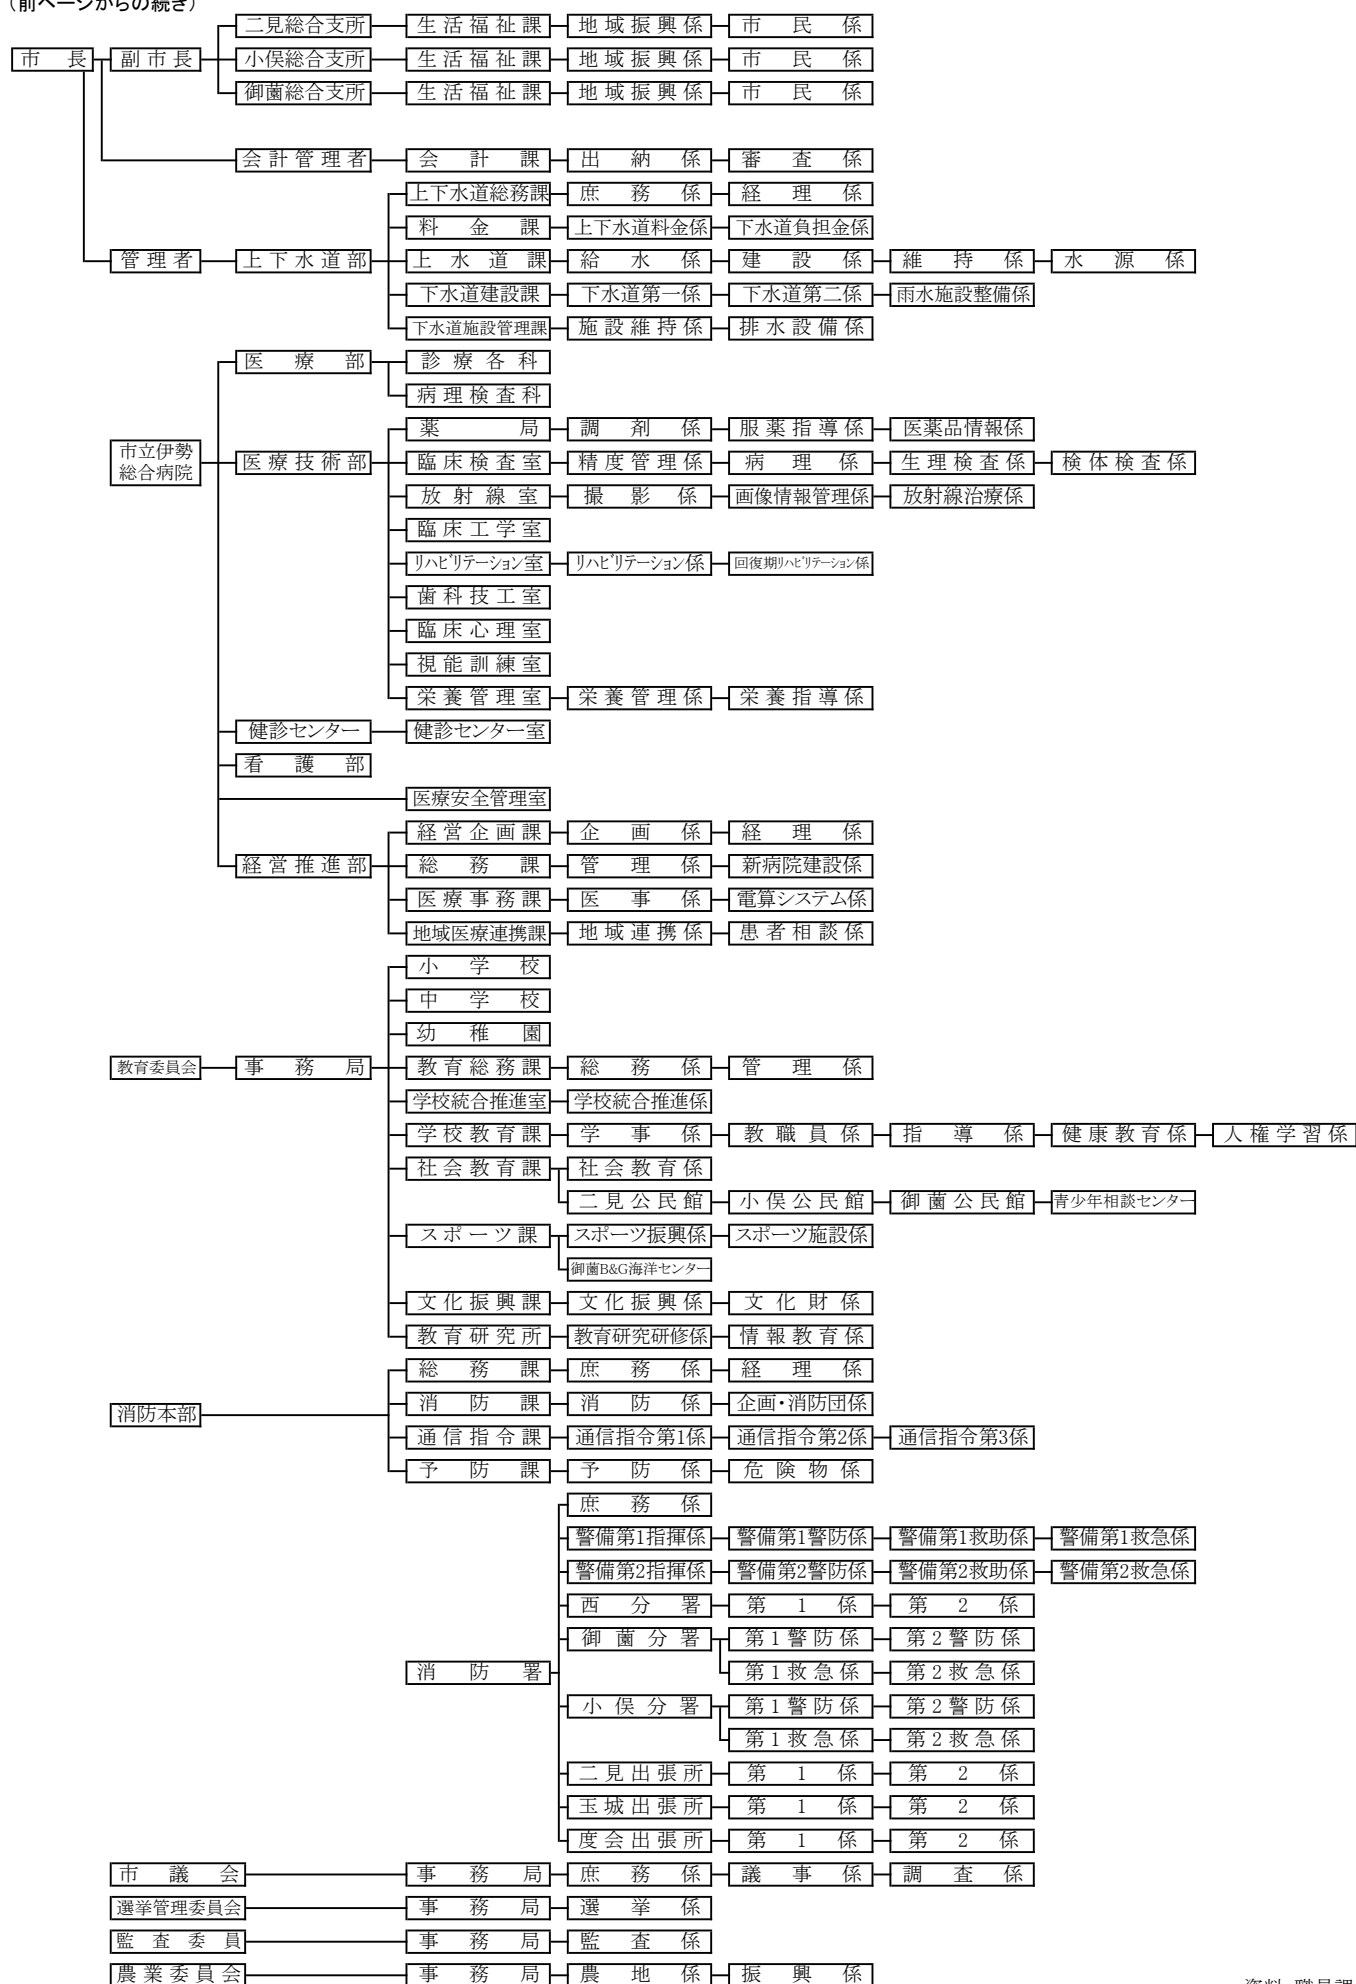 （前ページからの続き）
二見総合支所 生活福祉課 地域振興係 市民係
市長 副市長 小俣総合支所 生活福祉課 地域振興係 市民係
御薗総合支所 生活福祉課 地域振興係 市民係
会計管理者 会計課 出納係 審査係
上下水道総務課 庶務係 経理係
料金課 上下水道料金係 下水道負担金係
管理者 上下水道部 上水道課 給水係 建設係 維持係 水源係
下水道建設課 下水道第一係 下水道第二係 雨水施設整備係
下水道施設管理課 施設維持係 排水設備係
医療部 診療各科
病理検査科
薬局 調剤係 服薬指導係 医薬品情報係
市立伊勢総合病院 医療技術部 臨床検査室 精度管理係 病理係 生理検査係 検体検査係
放射線室 撮影係 画像情報管理係 放射線治療係
臨床工学室
リハビリテーション室 リハビリテーション係 回復期リハビリテーション係
歯科技工室
臨床心理室
視能訓練室
栄養管理室 栄養管理係 栄養指導係
健診センター 健診センター室
看護部
医療安全管理室
経営企画課 企画係 経理係
経営推進部 総務課 管理係 新病院建設係
医療事務課 医事係 電算システム係
地域医療連携課 地域連携係 患者相談係
小学校
中学校
幼稚園
教育委員会 事務局 教育総務課 総務係 管理係
学校統合推進室 学校統合推進係
学校教育課 学事係 教職員係 指導係 健康教育係 人権学習係
社会教育課 社会教育係
二見公民館 小俣公民館 御薗公民館 青少年相談センター
スポーツ課 スポーツ振興係 スポーツ施設係
御薗B&G海洋センター
文化振興課 文化振興係 文化財係
教育研究所 教育研究研修係 情報教育係
総務課 庶務係 経理係
消防本部 消防課 消防係 企画・消防団係
通信指令課 通信指令第1係 通信指令第2係 通信指令第3係
予防課 予防係 危険物係
庶務係
警備第1指揮係 警備第1警防係 警備第1救助係 警備第1救急係
警備第2指揮係 警備第2警防係 警備第2救助係 警備第2救急係
西分署 第1係 第2係
御薗分署 第1警防係 第2警防係
消防署 第1救急係 第2救急係
小俣分署 第1警防係 第2警防係
第1救急係 第2救急係
二見出張所 第1係 第2係
玉城出張所 第1係 第2係
度会出張所 第1係 第2係
市議会 事務局 庶務係 議事係 調査係
選挙管理委員会 事務局 選挙係
監査委員 事務局 監査係
農業委員会 事務局 農地係 振興係
資料 職員課